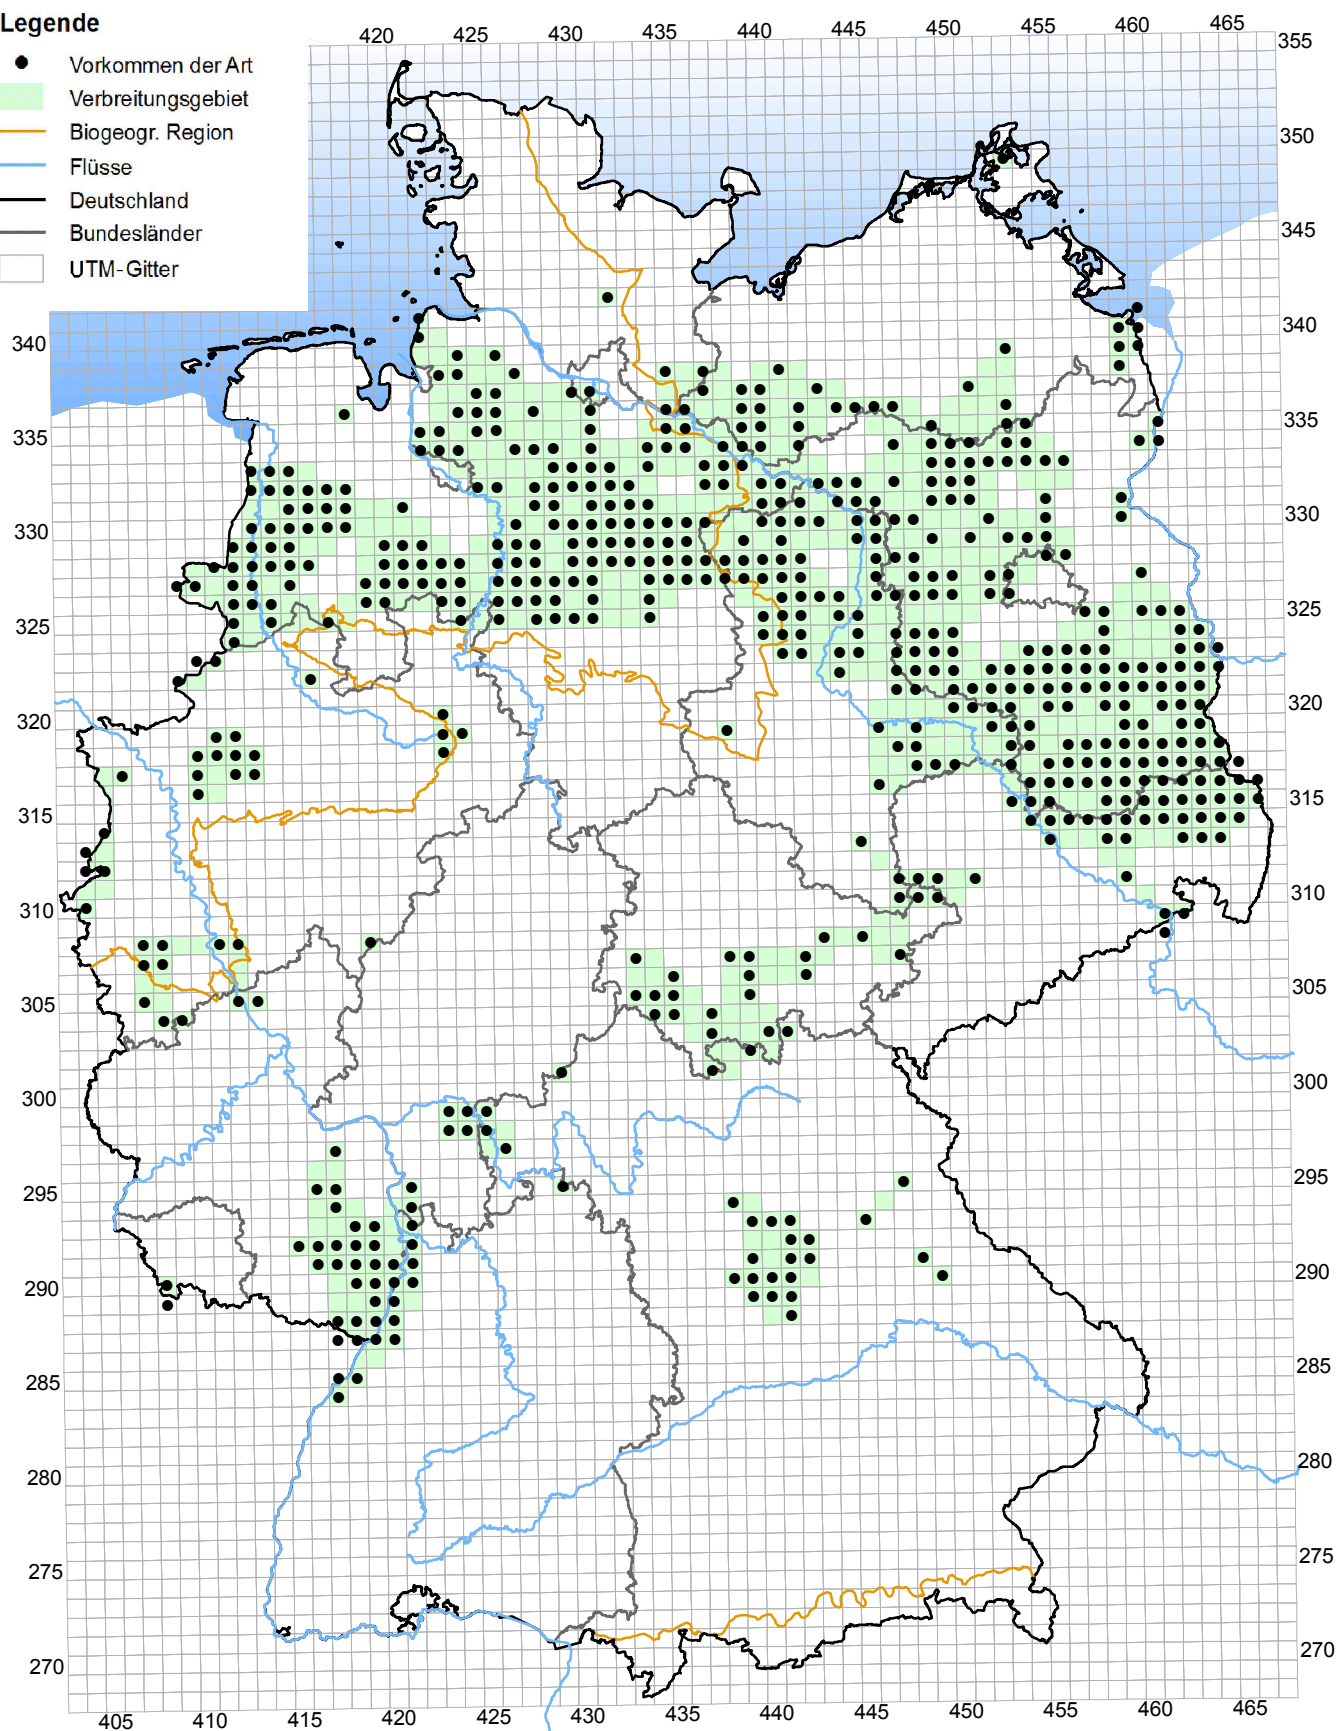 Legende
Vorkommen der Art
Verbreitungsgebiet
Biogeogr. Region
Flüsse
Deutschland
Bundesländer
UTM-Gitter
420 425 430 435 440 445 450 455 460 465
355
350
345
340 340
335 335
330 330
325 325
320 320
315 315
310 310
305 305
300 300
295 295
290 290
285 285
280 280
275 275
270 270
405 410 415 420 425 430 435 440 445 450 455 460 465